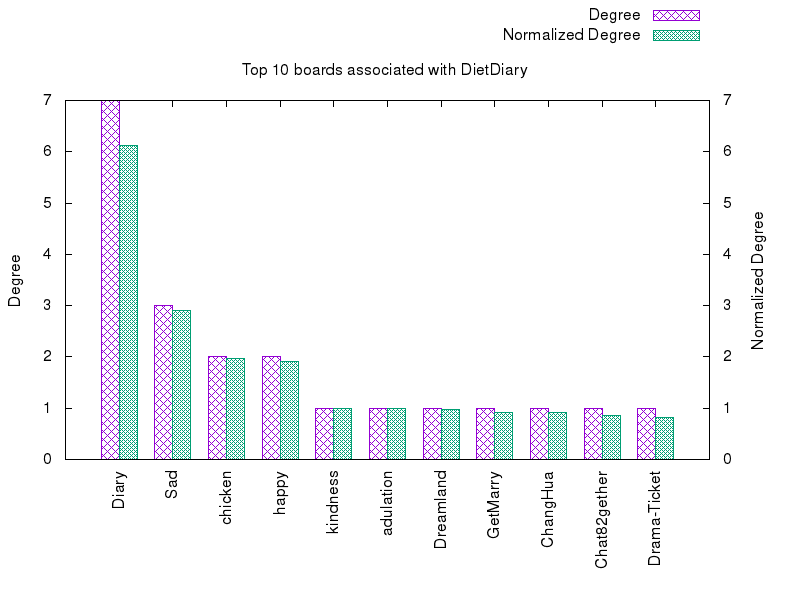 Degree
Normalized Degree
Top 10 boards associated with DietDiary
7
6
5
4
3
2
1
0
7
6
5
4
3
2
1
0
Degree
Normalized Degree
Diary
Sad
chicken
happy
kindness
adulation
Dreamland
GetMarry
ChangHua
Chat82gether
Drama-Ticket